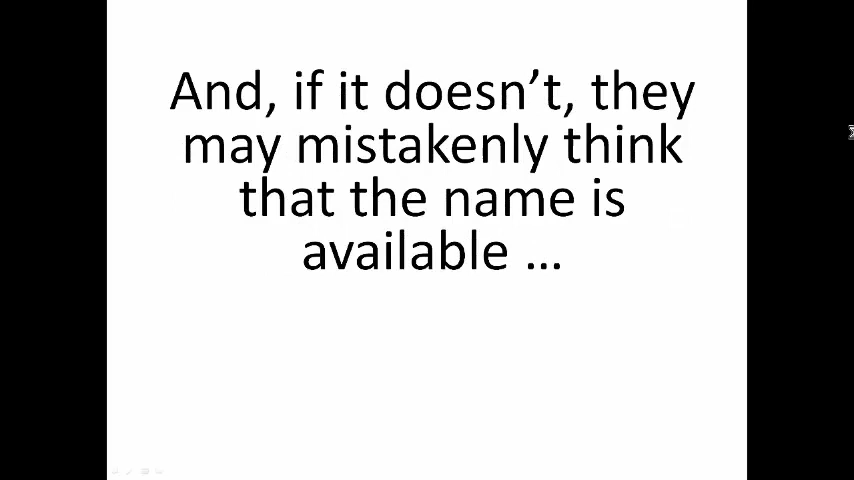 And, if it doesn’t, they
may mistakenly think
that the name is
available …